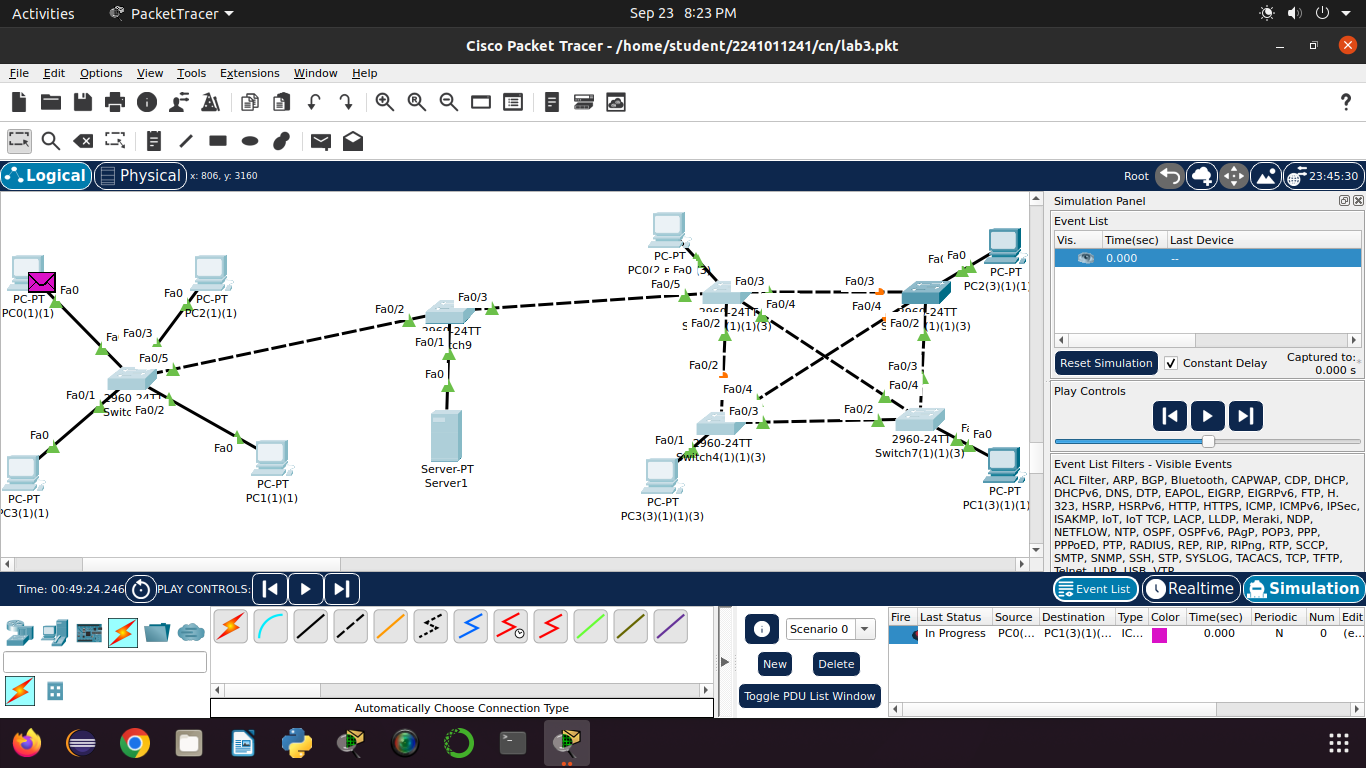 Activities PacketTracer Sep 23 8:23 PM
Cisco Packet Tracer - /home/student/2241011241/cn/lab3.pkt
File Edit Options View Tools Extensions Window Help
Logical Physical x: 806, y: 3160 Root 23:45:30
Simulation Panel
Event List
Vis. Time(sec) Last Device
0.000 --
Reset Simulation Constant Delay Captured to:
0.000 s
Play Controls
Event List Filters - Visible Events
ACL Filter, ARP, BGP, Bluetooth, CAPWAP, CDP, DHCP,
DHCPv6, DNS, DTP, EAPOL, EIGRP, EIGRPv6, FTP, H.
323, HSRP, HSRPv6, HTTP, HTTPS, ICMP, ICMPv6, IPSec,
ISAKMP, IoT, IoT TCP, LACP, LLDP, Meraki, NDP,
NETFLOW, NTP, OSPF, OSPFv6, PAgP, POP3, PPP,
PPPoED, PTP, RADIUS, REP, RIP, RIPng, RTP, SCCP,
SMTP, SNMP, SSH, STP, SYSLOG, TACACS, TCP, TFTP,
Telnet, UDP, USB, VTP
PC-PT
PC0(1)(1)
Fa0
PC-PT
PC2(1)(1)
Fa0
Fa0/3
Fa0/5
Fa0/1
Fa0/2
2960-24TT
Fa0
PC-PT
PC3(1)(1)
Fa0
PC-PT
PC1(1)(1)
Fa0/2
Fa0/3
2960-24TT
Fa0/1
Fa0
Server-PT
Server1
PC-PT
Fa0
Fa0/5
Fa0/3
Fa0/4
Fa0/2
Fa0/3
Fa0/4
Fa0/2
Fa0
PC-PT
PC2(3)(1)(1
Fa0/2
Fa0/4
Fa0/3
Fa0/1
2960-24TT
Switch4(1)(1)(3)
PC-PT
PC3(3)(1)(1)(3)
Fa0/3
Fa0/4
Fa0/2
2960-24TT
Switch7(1)(1)(3)
Fa0
PC-PT
PC1(3)(1)(1
Time: 00:49:24.246 PLAY CONTROLS: Event List Realtime Simulation
Automatically Choose Connection Type
Scenario 0
New Delete
Toggle PDU List Window
Fire Last Status Source Destination Type Color Time(sec) Periodic Num Edit
In Progress PC0(... PC1(3)(1)(... IC... 0.000 N 0 (e...